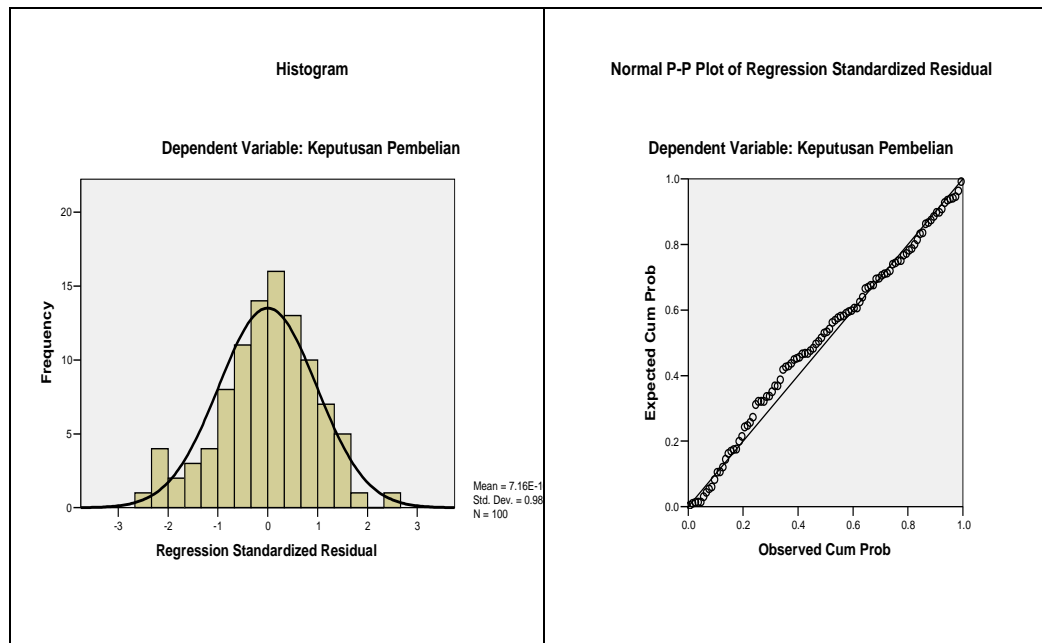 Histogram
Dependent Variable: Keputusan Pembelian
Frequency
20
15
10
5
0
-3 -2 -1 0 1 2 3
Regression Standardized Residual
Mean = 7.16E-1
Std. Dev. = 0.98
N = 100
Normal P-P Plot of Regression Standardized Residual
Dependent Variable: Keputusan Pembelian
Expected Cum Prob
1.0
0.8
0.6
0.4
0.2
0.0
0.0 0.2 0.4 0.6 0.8 1.0
Observed Cum Prob